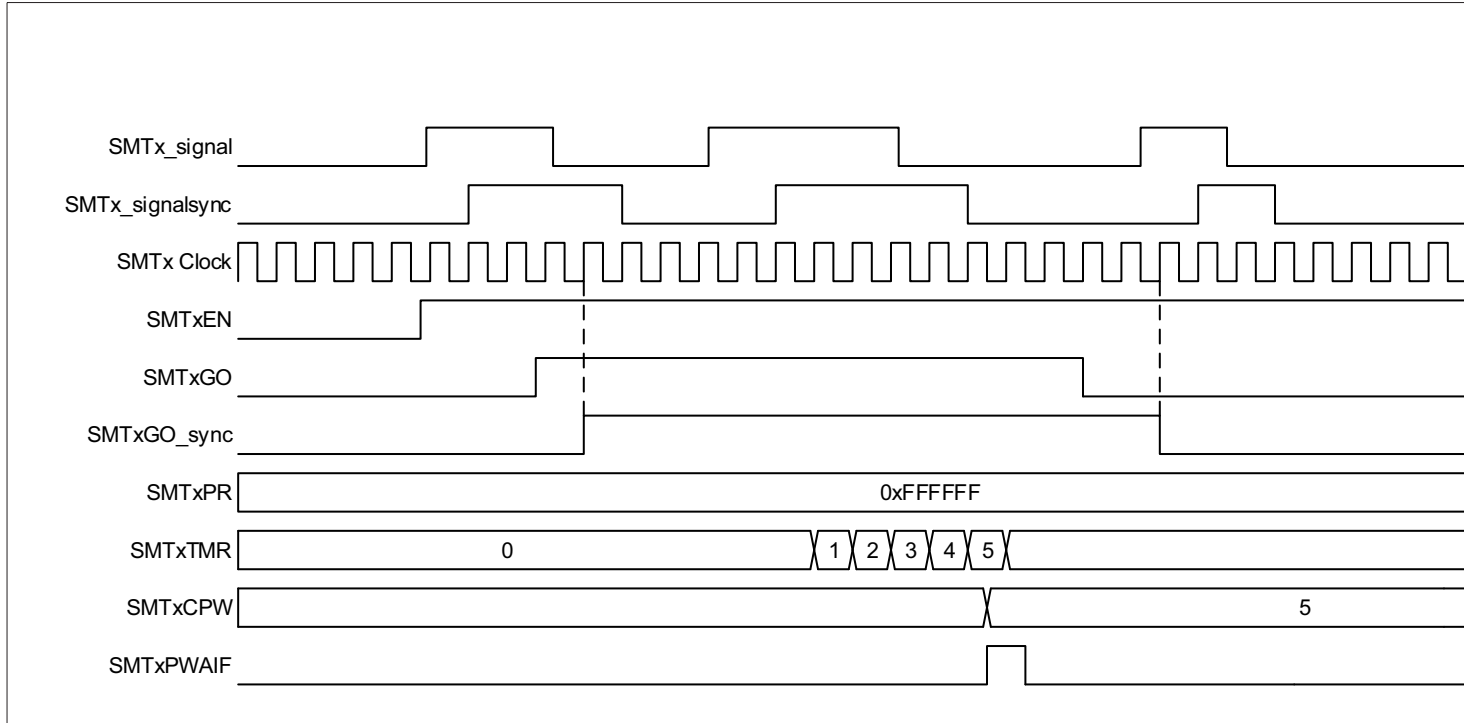 SMTx_signal
SMTx_signalsync
SMTx Clock
SMTxEN
SMTxGO
SMTxGO_sync
SMTxPR 0xFFFFFF
SMTxTMR 0 1 2 3 4 5
SMTxCPW 5
SMTxPWAIF